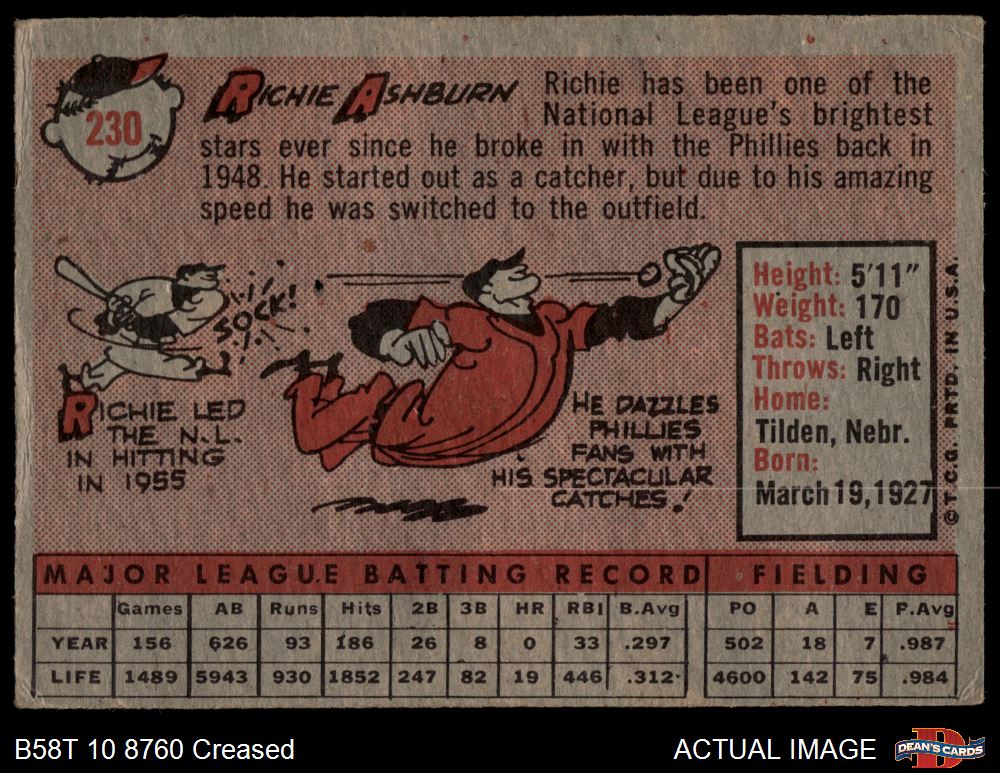 230
RICHIE ASHBURN
Richie has been one of the
National League's brightest
stars ever since he broke in with the Phillies back in
1948. He started out as a catcher, but due to his amazing
speed he was switched to the outfield.
SOCK!
RICHIE LED
THE N.L.
IN HITTING
IN 1955
HE DAZZLES
PHILLIES
FANS WITH
HIS SPECTACULAR
CATCHES!
Height: 5'11"
Weight: 170
Bats: Left
Throws: Right
Home:
Tilden, Nebr.
Born:
March 19, 1927
© T.C.G. PRTD. IN U.S.A.
MAJOR LEAGUE BATTING RECORD FIELDING
Games AB Runs Hits 2B 3B HR RBI B.Avg PO A E F.Avg
YEAR 156 626 93 186 26 8 0 33 .297 502 18 7 .987
LIFE 1489 5943 930 1852 247 82 19 446 .312 4600 142 75 .984
B58T 10 8760 Creased
ACTUAL IMAGE
D
DEAN'S CARDS